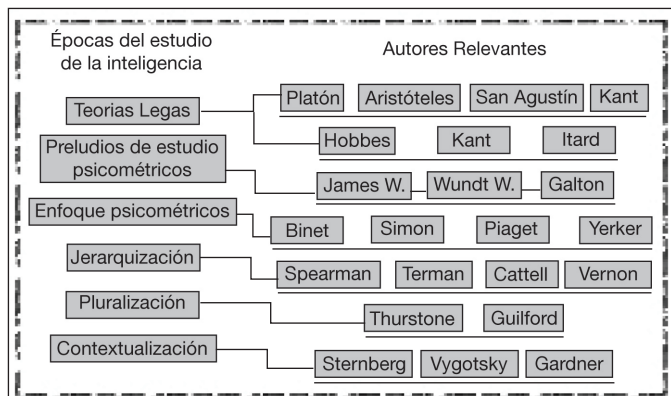 Épocas del estudio
de la inteligencia
Autores Relevantes
Teorias Legas
Platón Aristóteles San Agustín Kant
Hobbes Kant Itard
Preludios de estudio
psicométricos
James W. Wundt W. Galton
Enfoque psicométricos
Binet Simon Piaget Yerker
Jerarquización
Spearman Terman Cattell Vernon
Pluralización
Thurstone Guilford
Contextualización
Sternberg Vygotsky Gardner